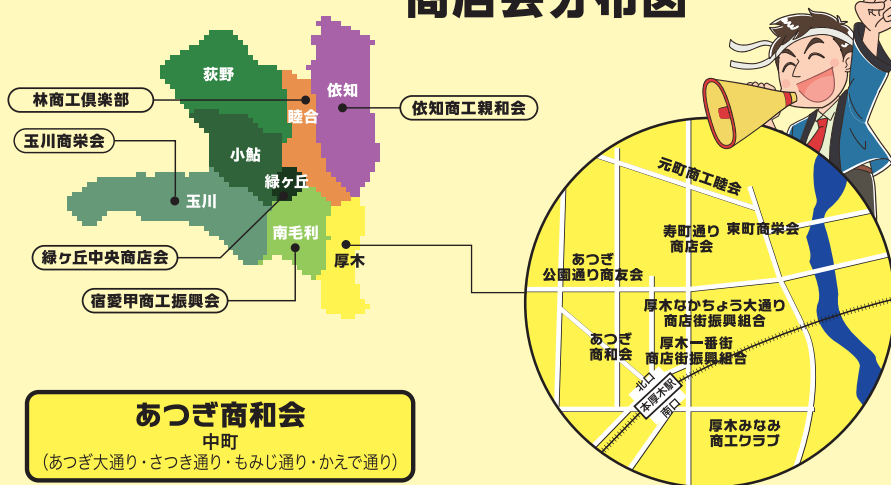 商店会分布図
荻野
依知
林商工倶楽部
睦合
依知商工親和会
玉川商栄会
小鮎
緑ヶ丘
玉川
南毛利
緑ヶ丘中央商店会
厚木
宿愛甲商工振興会
元町商工睦会
寿町通り
商店会
東町商栄会
あつぎ
公園通り商友会
厚木なかちょう大通り
商店街振興組合
あつぎ
商和会
厚木一番街
商店街振興組合
北口
本厚木駅
南口
厚木みなみ
商工クラブ
あつぎ商和会
中町
（あつぎ大通り・さつき通り・もみじ通り・かえで通り）